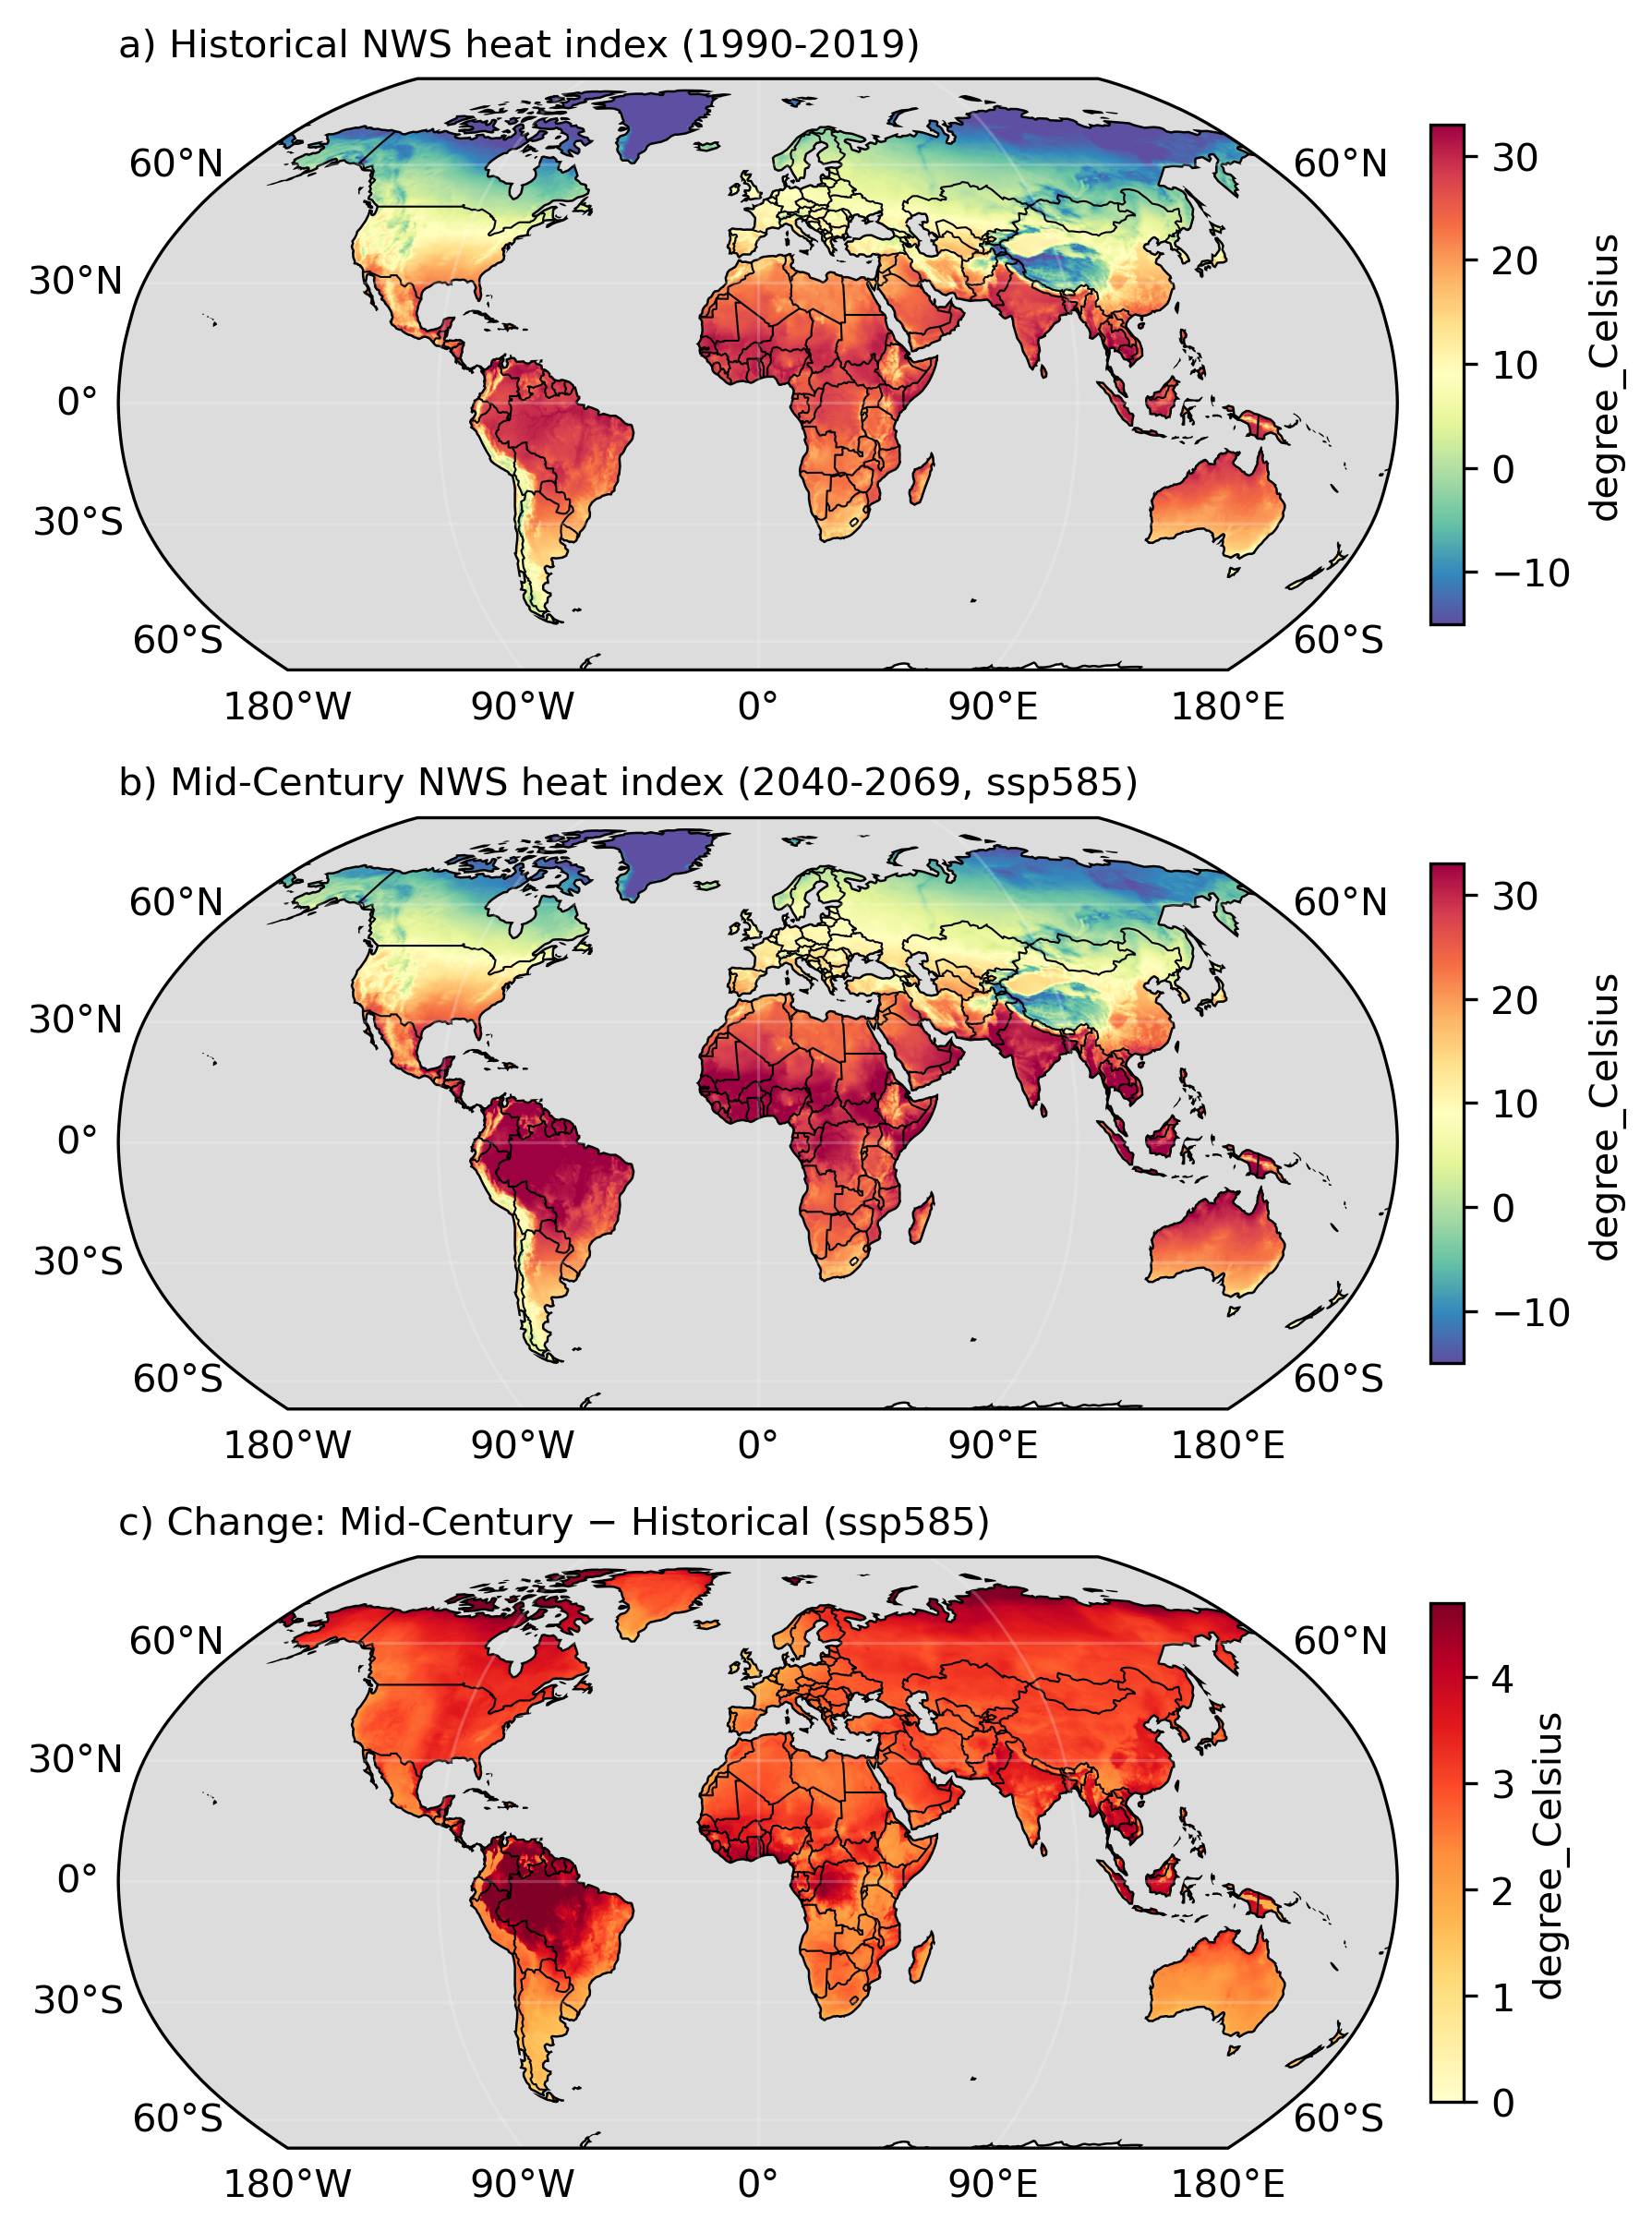 a) Historical NWS heat index (1990-2019)
60°N
60°N
30°N
0°
30°S
60°S
60°S
180°W 90°W 0° 90°E 180°E
30
20
10
0
−10
degree_Celsius
b) Mid-Century NWS heat index (2040-2069, ssp585)
60°N
60°N
30°N
0°
30°S
60°S
60°S
180°W 90°W 0° 90°E 180°E
30
20
10
0
−10
degree_Celsius
c) Change: Mid-Century − Historical (ssp585)
60°N
60°N
30°N
0°
30°S
60°S
60°S
180°W 90°W 0° 90°E 180°E
4
3
2
1
0
degree_Celsius